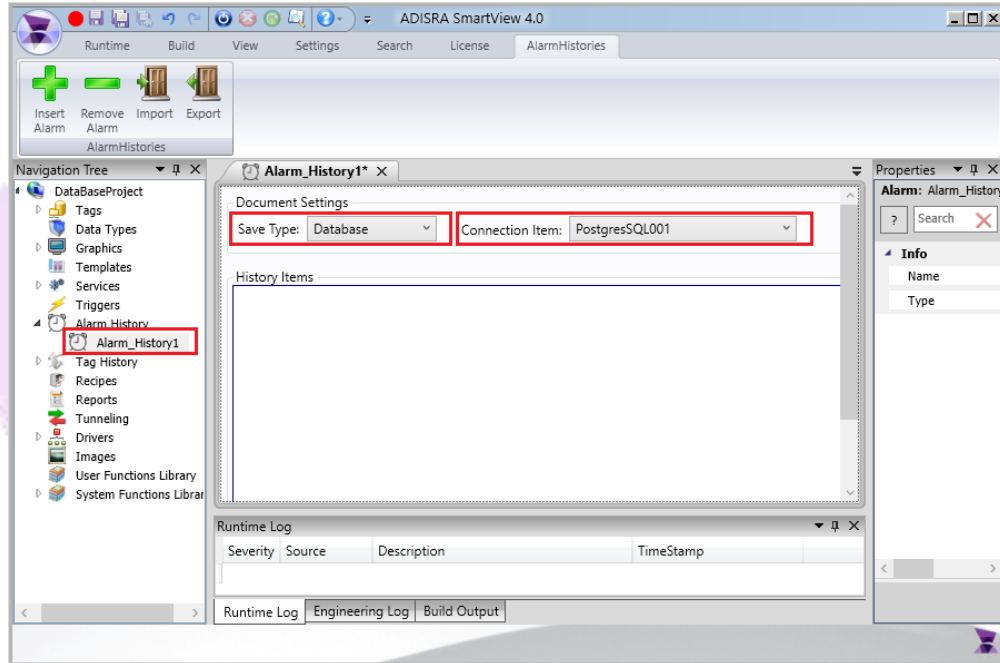 ADISRA SmartView 4.0
Runtime Build View Settings Search License AlarmHistories
Insert Alarm
Remove Alarm
Import
Export
AlarmHistories
Navigation Tree
DataBaseProject
Tags
Data Types
Graphics
Templates
Services
Triggers
Alarm History
Alarm_History1
Tag History
Recipes
Reports
Tunneling
Drivers
Images
User Functions Library
System Functions Librar
Alarm_History1*
Document Settings
Save Type: Database
Connection Item: PostgresSQL001
History Items
Runtime Log
Severity Source Description TimeStamp
Runtime Log Engineering Log Build Output
Properties
Alarm: Alarm_History
? Search
Info
Name
Type